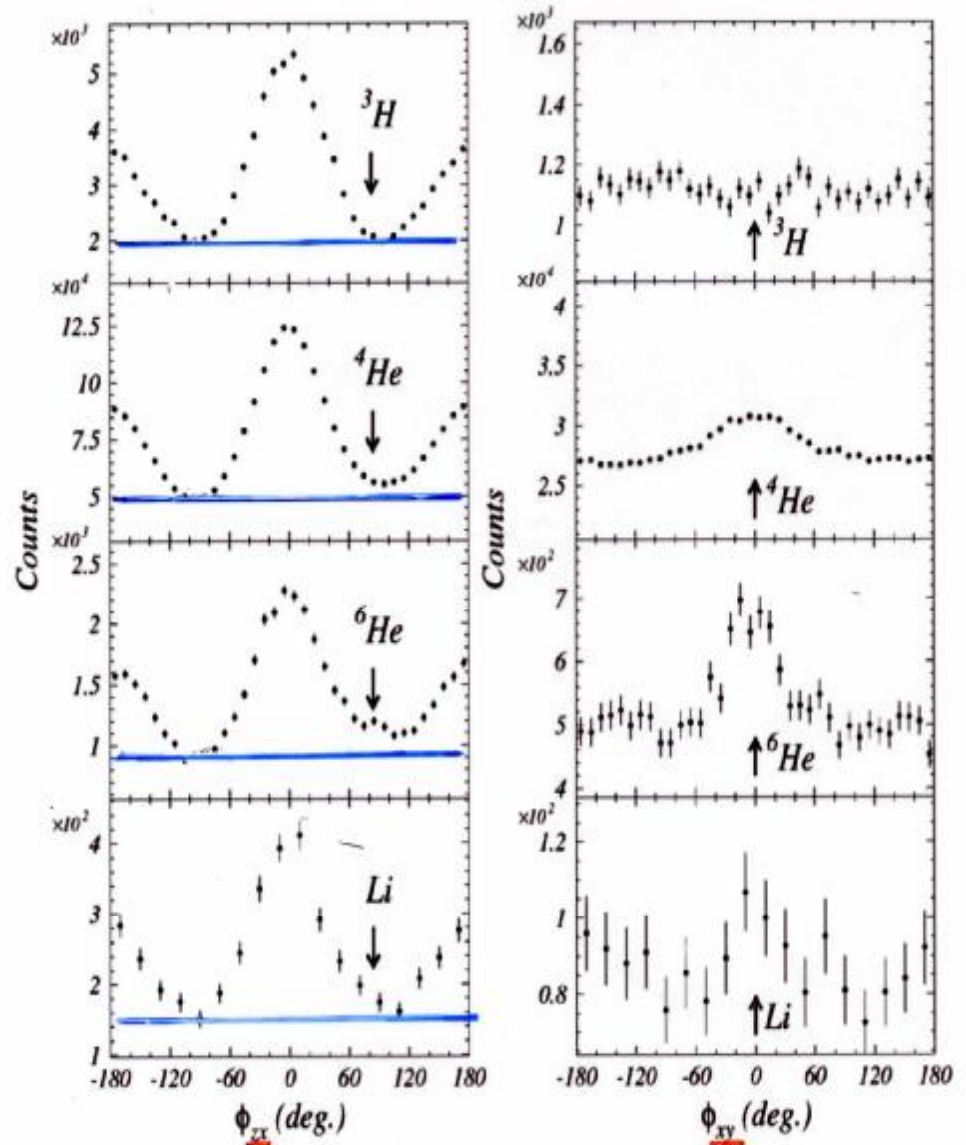 ×10³
5
4
3
2
³H
×10⁴
12.5
10
7.5
5
⁴He
×10³
2.5
2
1.5
1
⁶He
×10²
4
3
2
1
Li
Counts
-180 -120 -60 0 60 120 180
ϕzx (deg.)
×10³
1.6
1.4
1.2
1
³H
×10⁴
4
3.5
3
2.5
⁴He
×10²
7
6
5
4
⁶He
×10²
1.2
1
0.8
Li
Counts
-180 -120 -60 0 60 120 180
ϕxy (deg.)